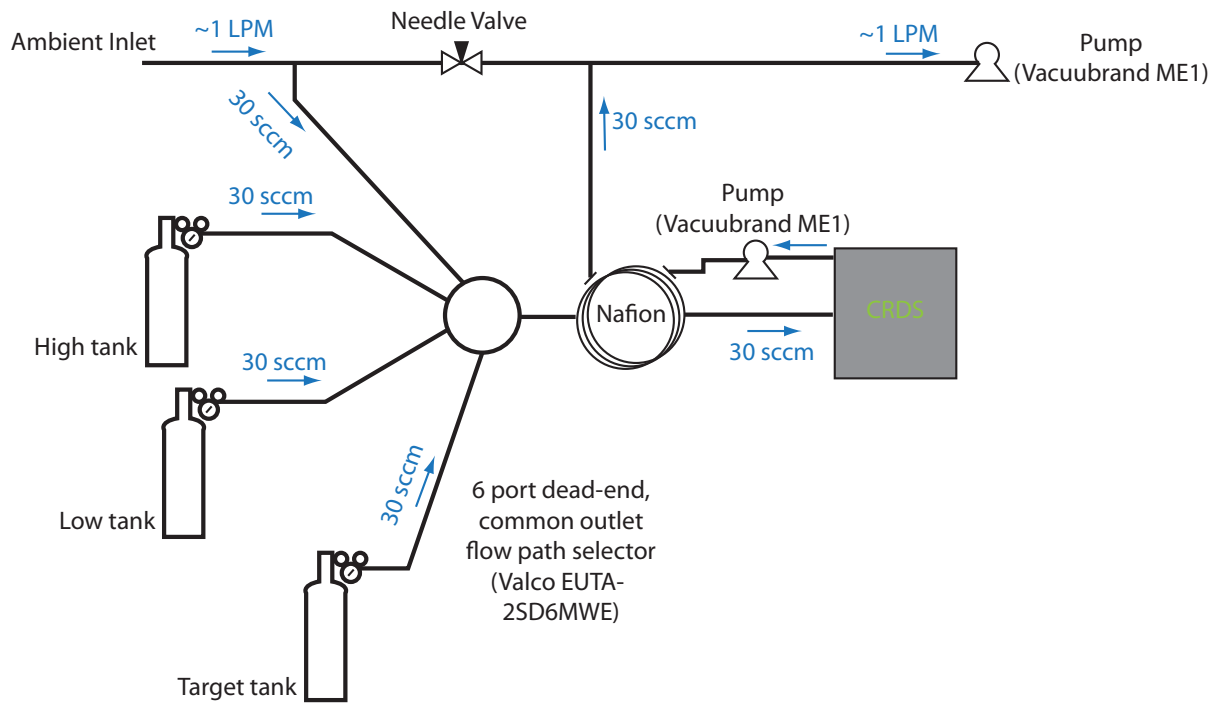 Ambient Inlet
~1 LPM
Needle Valve
~1 LPM
Pump
(Vacuubrand ME1)
30 sccm
30 sccm
30 sccm
Pump
(Vacuubrand ME1)
High tank
Nafion
CRDS
30 sccm
30 sccm
Low tank
30 sccm
6 port dead-end,
common outlet
flow path selector
(Valco EUTA-
2SD6MWE)
Target tank